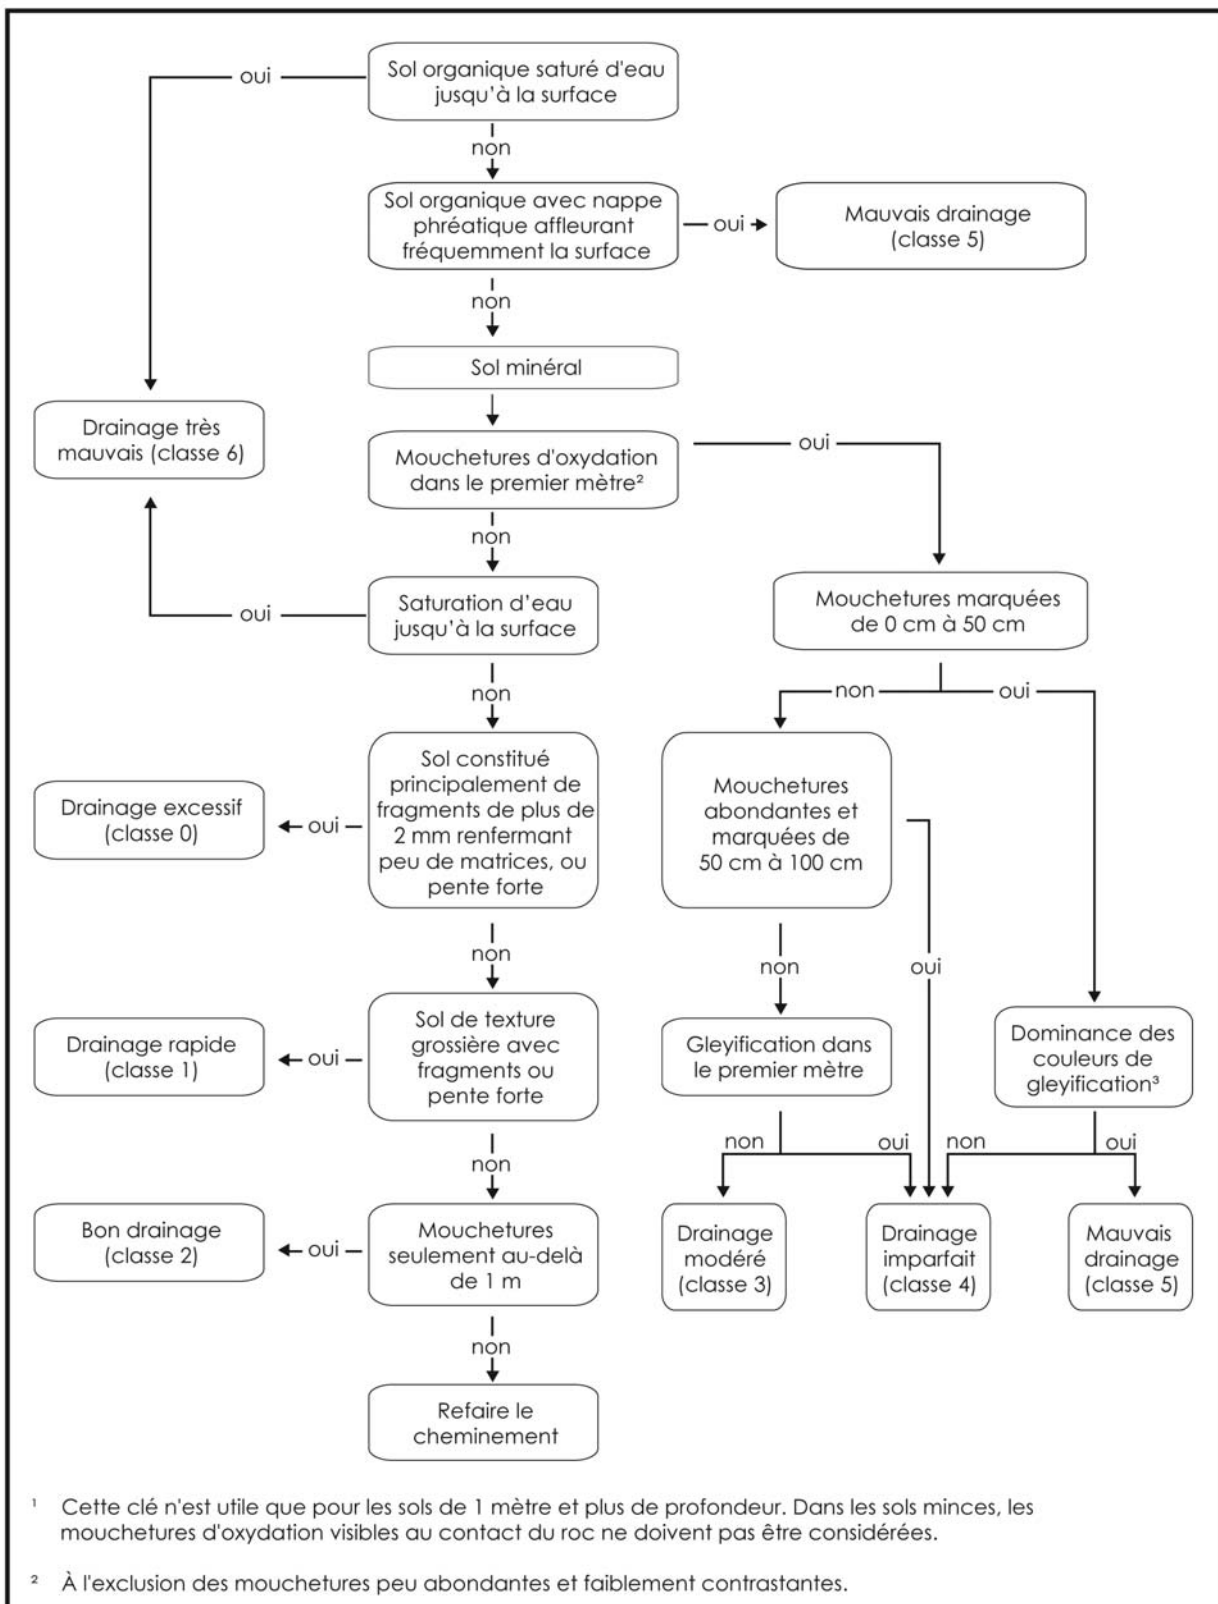 Sol organique saturé d'eau
jusqu'à la surface
oui
non
Sol organique avec nappe
phréatique affleurant
fréquemment la surface
oui
Mauvais drainage
(classe 5)
non
Sol minéral
Drainage très
mauvais (classe 6)
Mouchetures d'oxydation
dans le premier mètre²
oui
non
Saturation d'eau
jusqu'à la surface
oui
Mouchetures marquées
de 0 cm à 50 cm
non
non
oui
Sol constitué
principalement de
fragments de plus de
2 mm renfermant
peu de matrices, ou
pente forte
oui
Drainage excessif
(classe 0)
Mouchetures
abondantes et
marquées de
50 cm à 100 cm
non
non
oui
Sol de texture
grossière avec
fragments ou
pente forte
oui
Drainage rapide
(classe 1)
Gleyification dans
le premier mètre
Dominance des
couleurs de
gleyification³
non
non
oui
non
oui
Mouchetures
seulement au-delà
de 1 m
oui
Bon drainage
(classe 2)
Drainage
modéré
(classe 3)
Drainage
imparfait
(classe 4)
Mauvais
drainage
(classe 5)
non
Refaire le
cheminement
¹ Cette clé n'est utile que pour les sols de 1 mètre et plus de profondeur. Dans les sols minces, les
mouchetures d'oxydation visibles au contact du roc ne doivent pas être considérées.
² À l'exclusion des mouchetures peu abondantes et faiblement contrastantes.